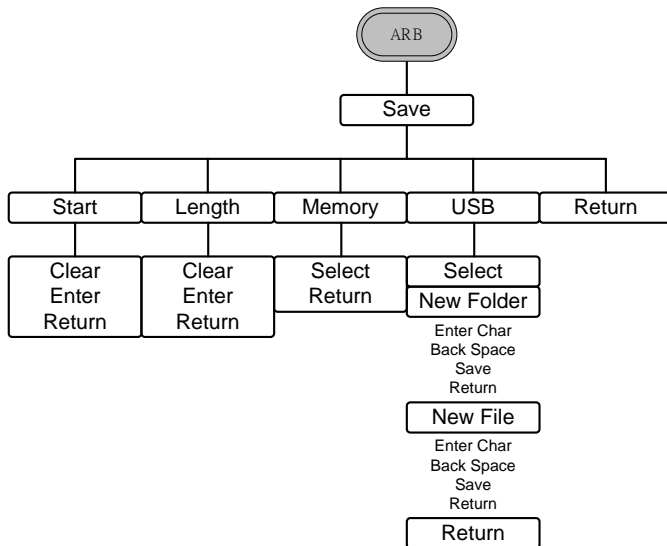 ARB
Save
Start
Length
Memory
USB
Return
Clear
Enter
Return
Clear
Enter
Return
Select
Return
Select
New Folder
Enter Char
Back Space
Save
Return
New File
Enter Char
Back Space
Save
Return
Return